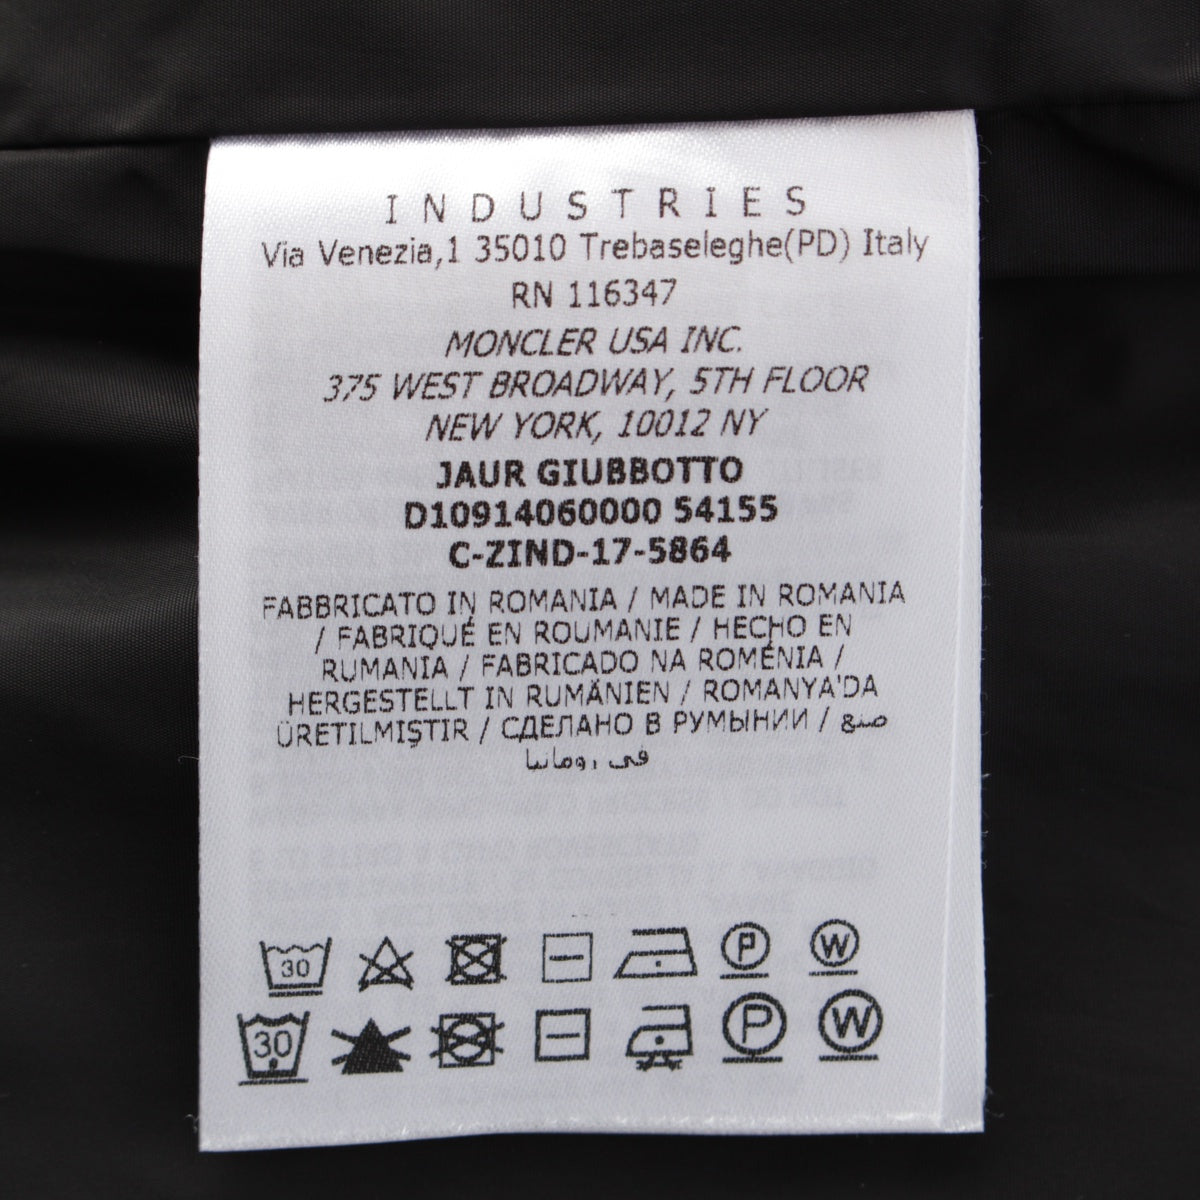 INDUSTRIES
Via Venezia,1 35010 Trebaseleghe(PD) Italy
RN 116347
MONCLER USA INC.
375 WEST BROADWAY, 5TH FLOOR
NEW YORK, 10012 NY
JAUR GIUBBOTTO
D10914060000 54155
C-ZIND-17-5864
FABBRICATO IN ROMANIA / MADE IN ROMANIA
/ FABRIQUÉ EN ROUMANIE / HECHO EN
RUMANIA / FABRICADO NA ROMÉNIA /
HERGESTELLT IN RUMÄNIEN / ROMANYA'DA
ÜRETILMIŞTIR / СДЕЛАНО В РУМЫНИИ / صنع
في رومانيا
30 P W
30 P W